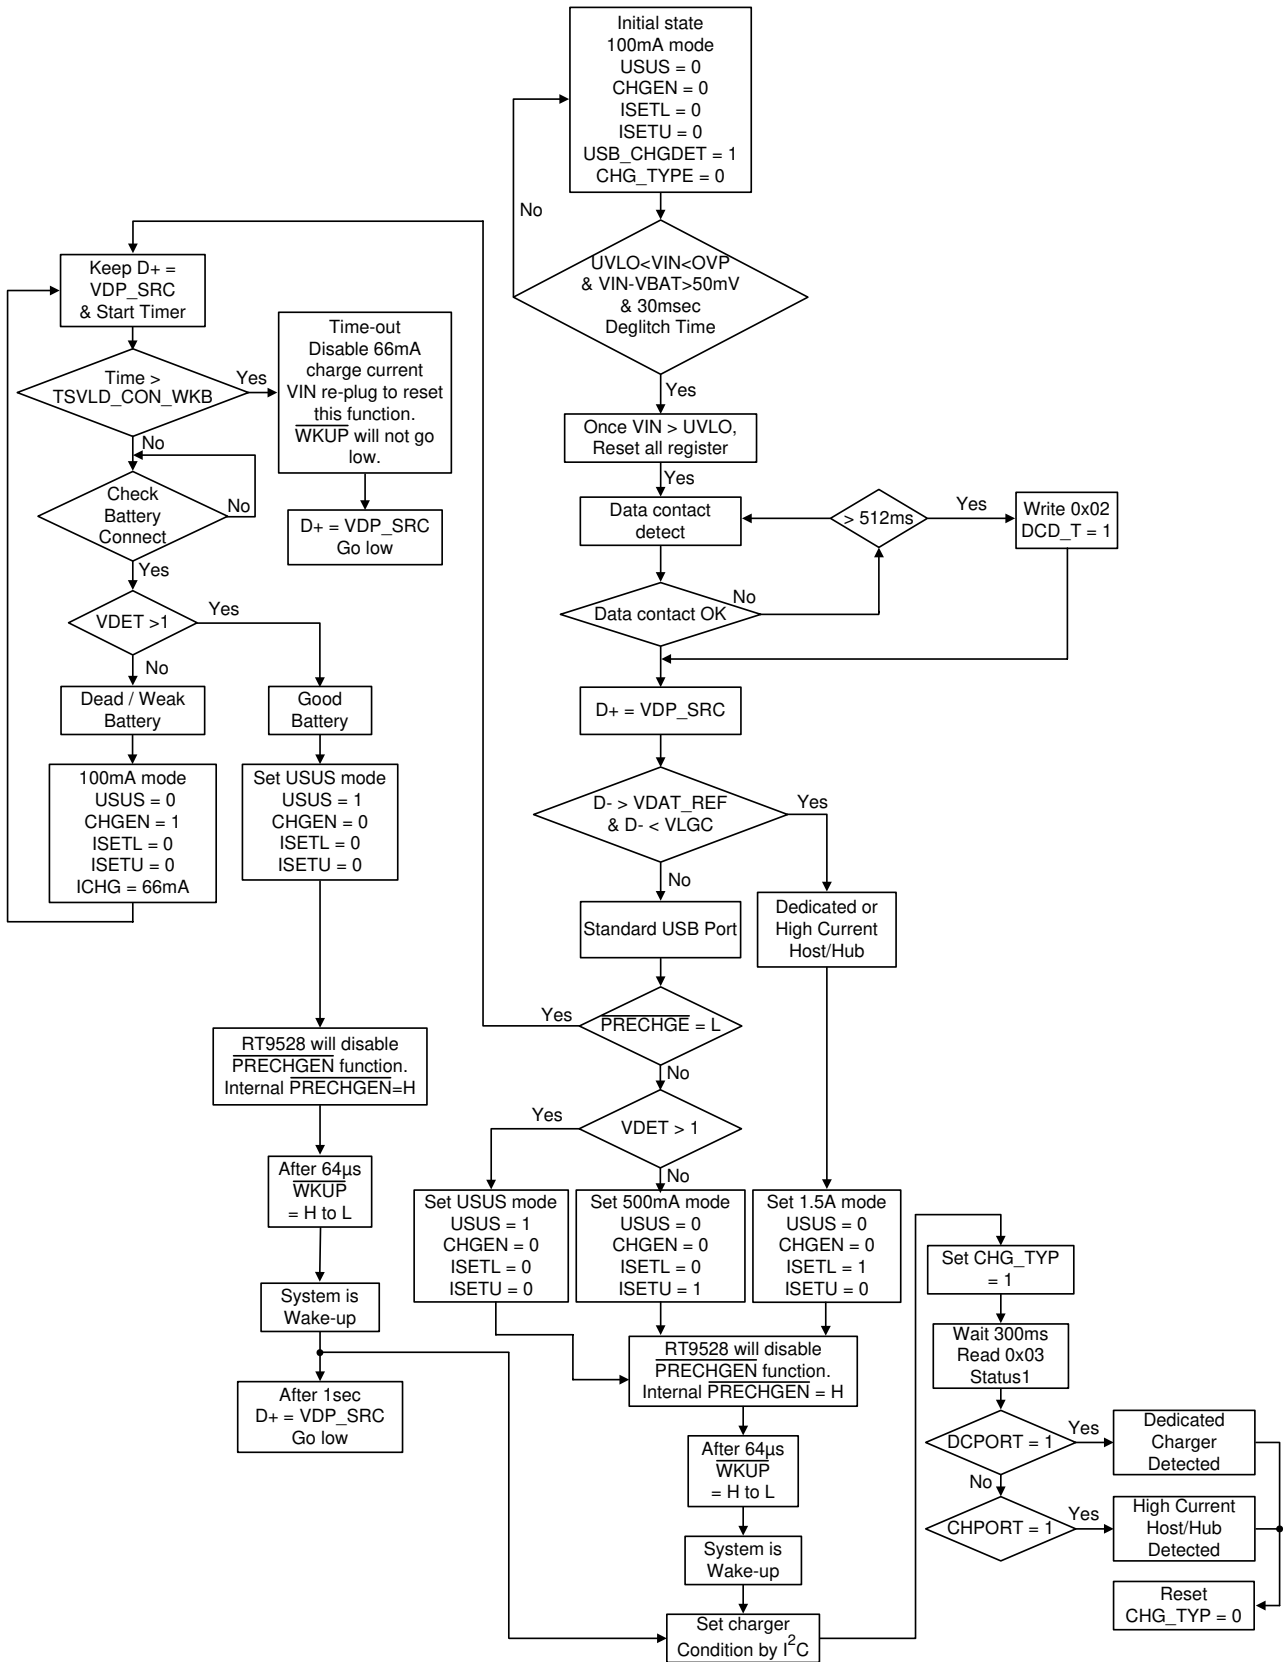 Initial state
100mA mode
USUS = 0
CHGEN = 0
ISETL = 0
ISETU = 0
USB_CHGDET = 1
CHG_TYPE = 0
No
UVLO<VIN<OVP
& VIN-VBAT>50mV
& 30msec
Deglitch Time
Yes
Once VIN > UVLO,
Reset all register
Yes
Data contact
detect
> 512ms
Yes
Write 0x02
DCD_T = 1
No
Data contact OK
D+ = VDP_SRC
D- > VDAT_REF
& D- < VLGC
Yes
No
Standard USB Port
Dedicated or
High Current
Host/Hub
Yes
PRECHGE = L
No
Yes
VDET > 1
No
Set USUS mode
USUS = 1
CHGEN = 0
ISETL = 0
ISETU = 0
Set 500mA mode
USUS = 0
CHGEN = 0
ISETL = 0
ISETU = 1
Set 1.5A mode
USUS = 0
CHGEN = 0
ISETL = 1
ISETU = 0
RT9528 will disable
PRECHGEN function.
Internal PRECHGEN = H
After 64µs
WKUP
= H to L
System is
Wake-up
Set charger
Condition by I²C
Keep D+ =
VDP_SRC
& Start Timer
Time >
TSVLD_CON_WKB
Yes
Time-out
Disable 66mA
charge current
VIN re-plug to reset
this function.
WKUP will not go
low.
D+ = VDP_SRC
Go low
No
Check
Battery
Connect
No
Yes
VDET >1
Yes
No
Dead / Weak
Battery
Good
Battery
100mA mode
USUS = 0
CHGEN = 1
ISETL = 0
ISETU = 0
ICHG = 66mA
Set USUS mode
USUS = 1
CHGEN = 0
ISETL = 0
ISETU = 0
RT9528 will disable
PRECHGEN function.
Internal PRECHGEN=H
After 64µs
WKUP
= H to L
System is
Wake-up
After 1sec
D+ = VDP_SRC
Go low
Set CHG_TYP
= 1
Wait 300ms
Read 0x03
Status1
DCPORT = 1
Yes
Dedicated
Charger
Detected
No
CHPORT = 1
Yes
High Current
Host/Hub
Detected
Reset
CHG_TYP = 0